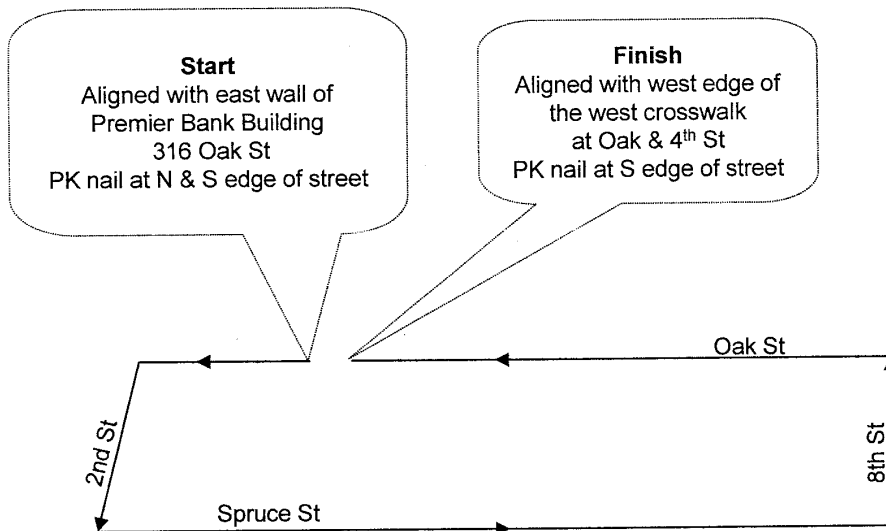 Start
Aligned with east wall of
Premier Bank Building
316 Oak St
PK nail at N & S edge of street
Finish
Aligned with west edge of
the west crosswalk
at Oak & 4th St
PK nail at S edge of street
Oak St
2nd St
8th St
Spruce St